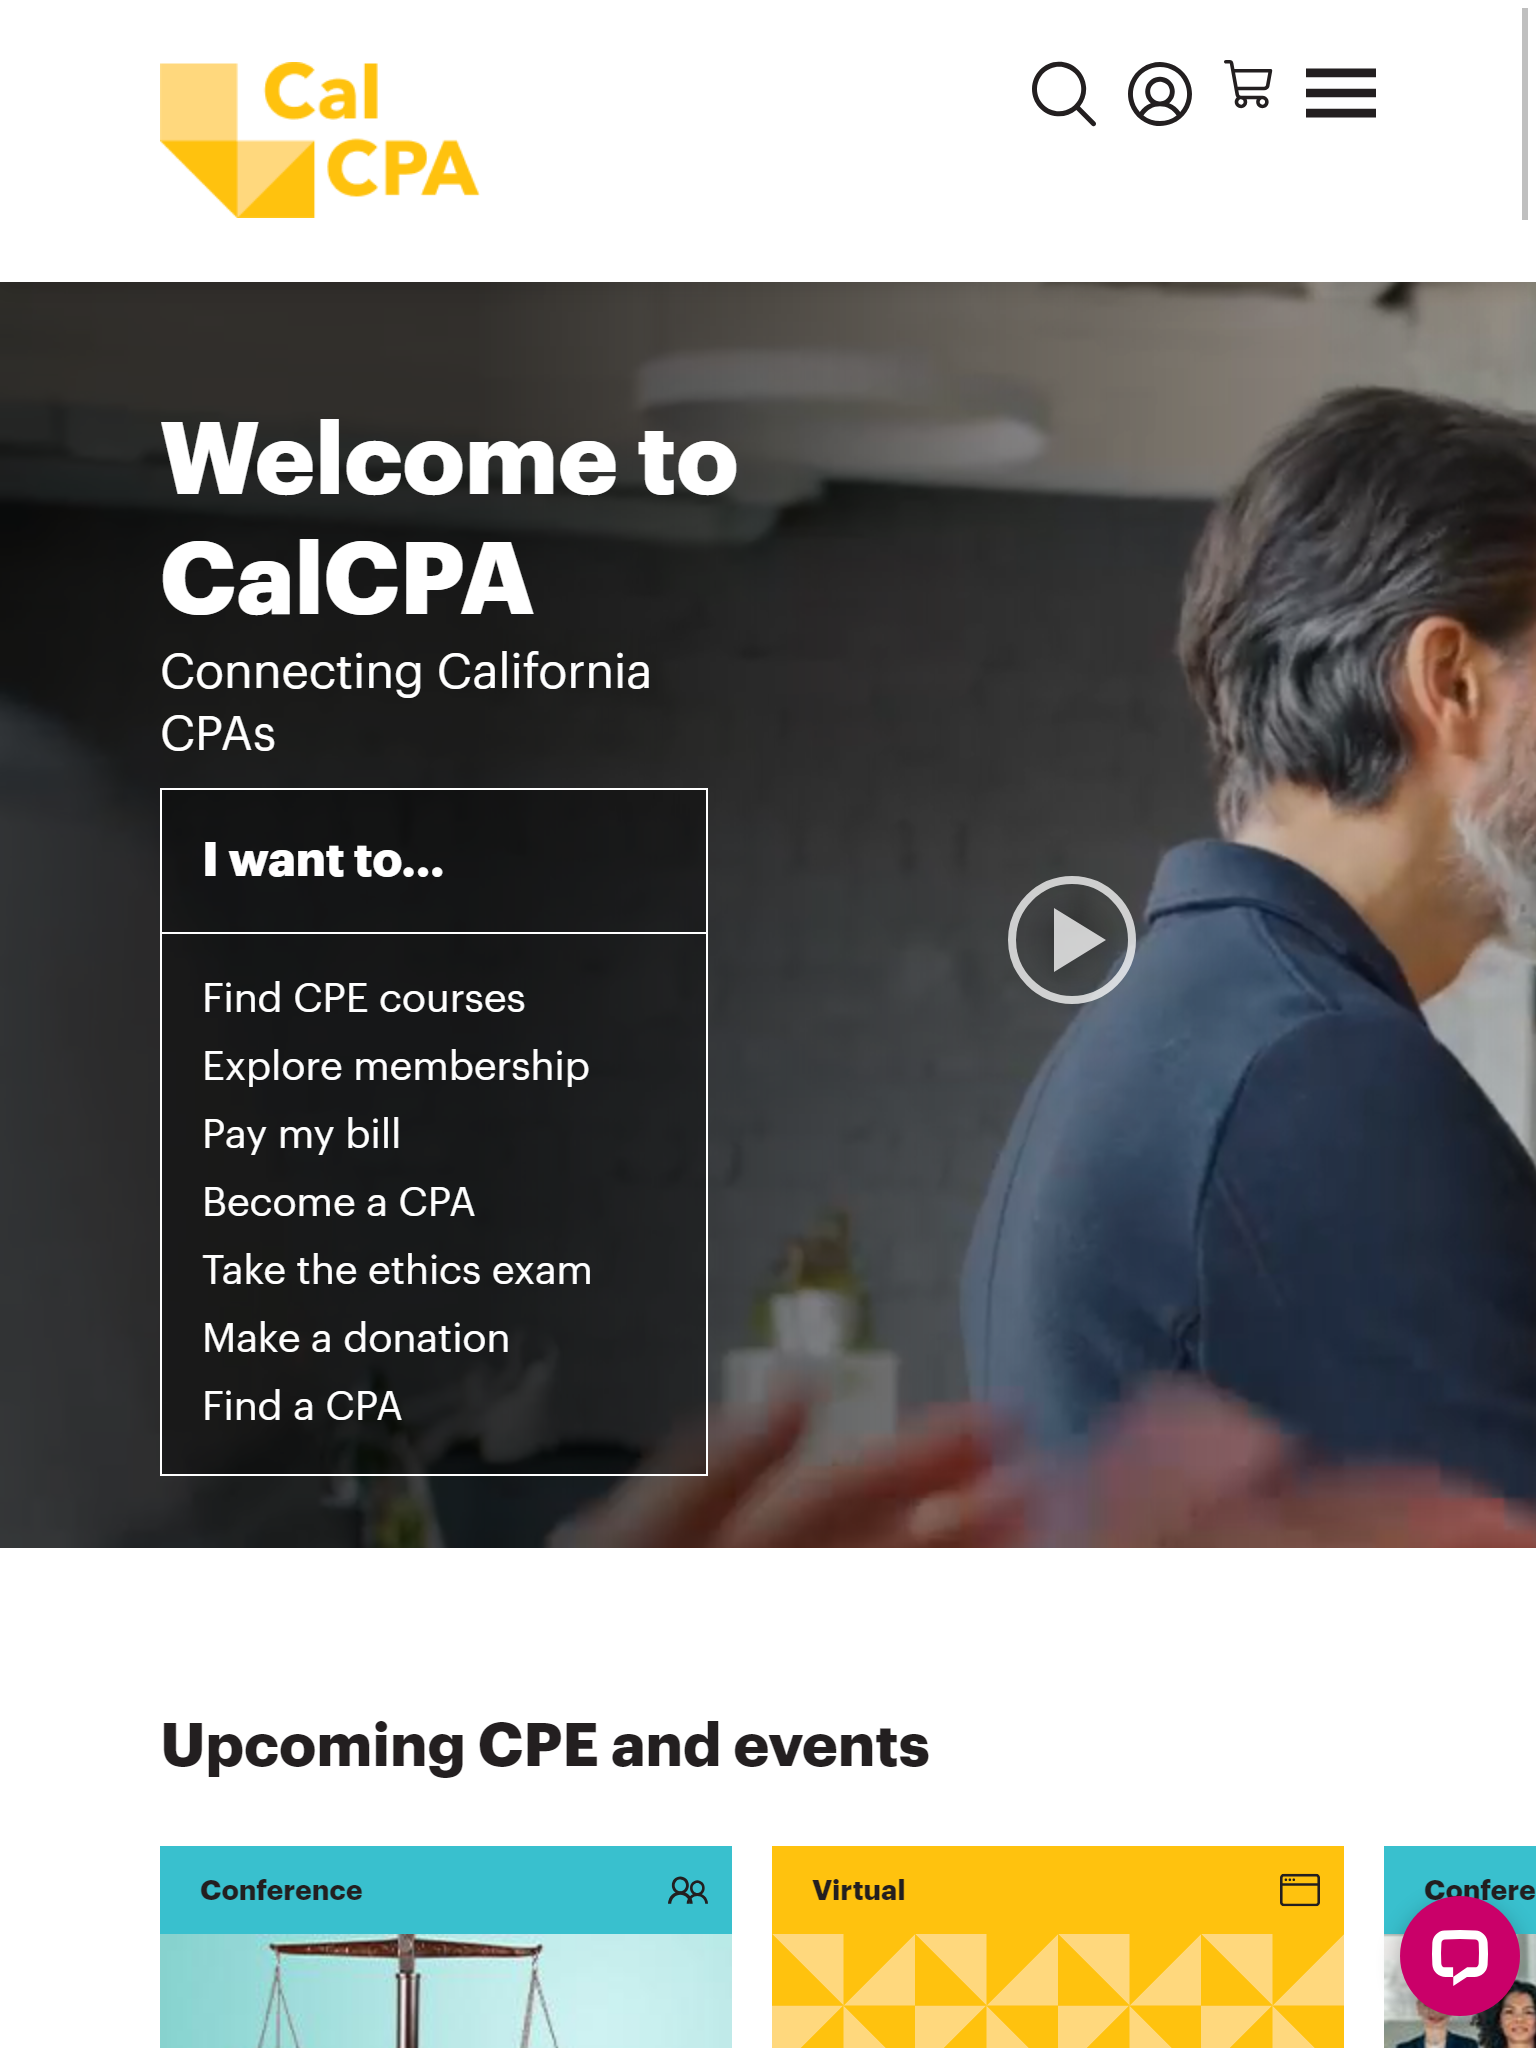 Cal
CPA
Welcome to
CalCPA
Connecting California
CPAs
I want to...
Find CPE courses
Explore membership
Pay my bill
Become a CPA
Take the ethics exam
Make a donation
Find a CPA
Upcoming CPE and events
Conference
Virtual
Confere